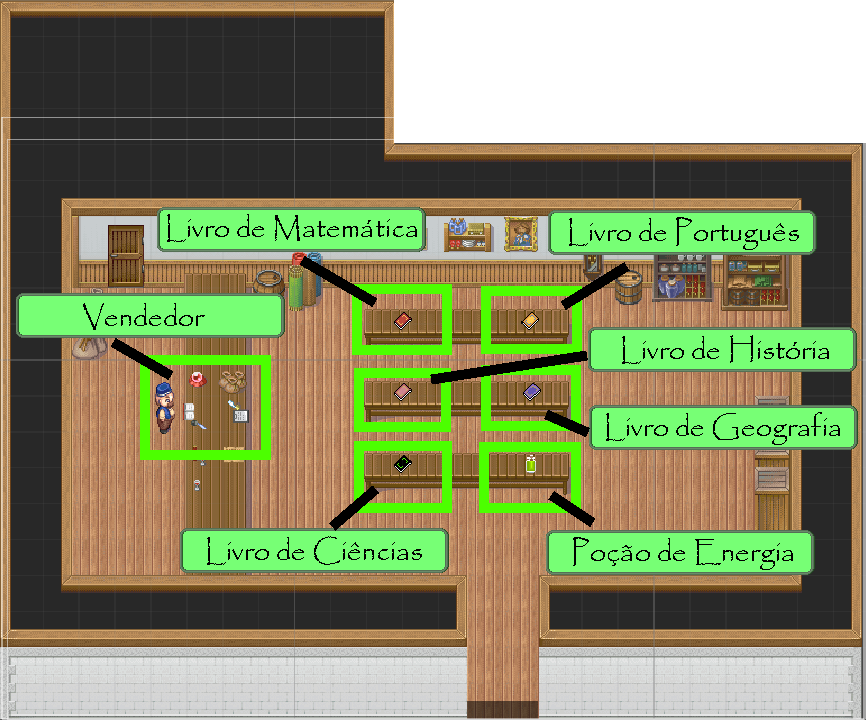 Livro de Matemática
Livro de Português
Vendedor
Livro de História
Livro de Geografia
Livro de Ciências
Poção de Energia